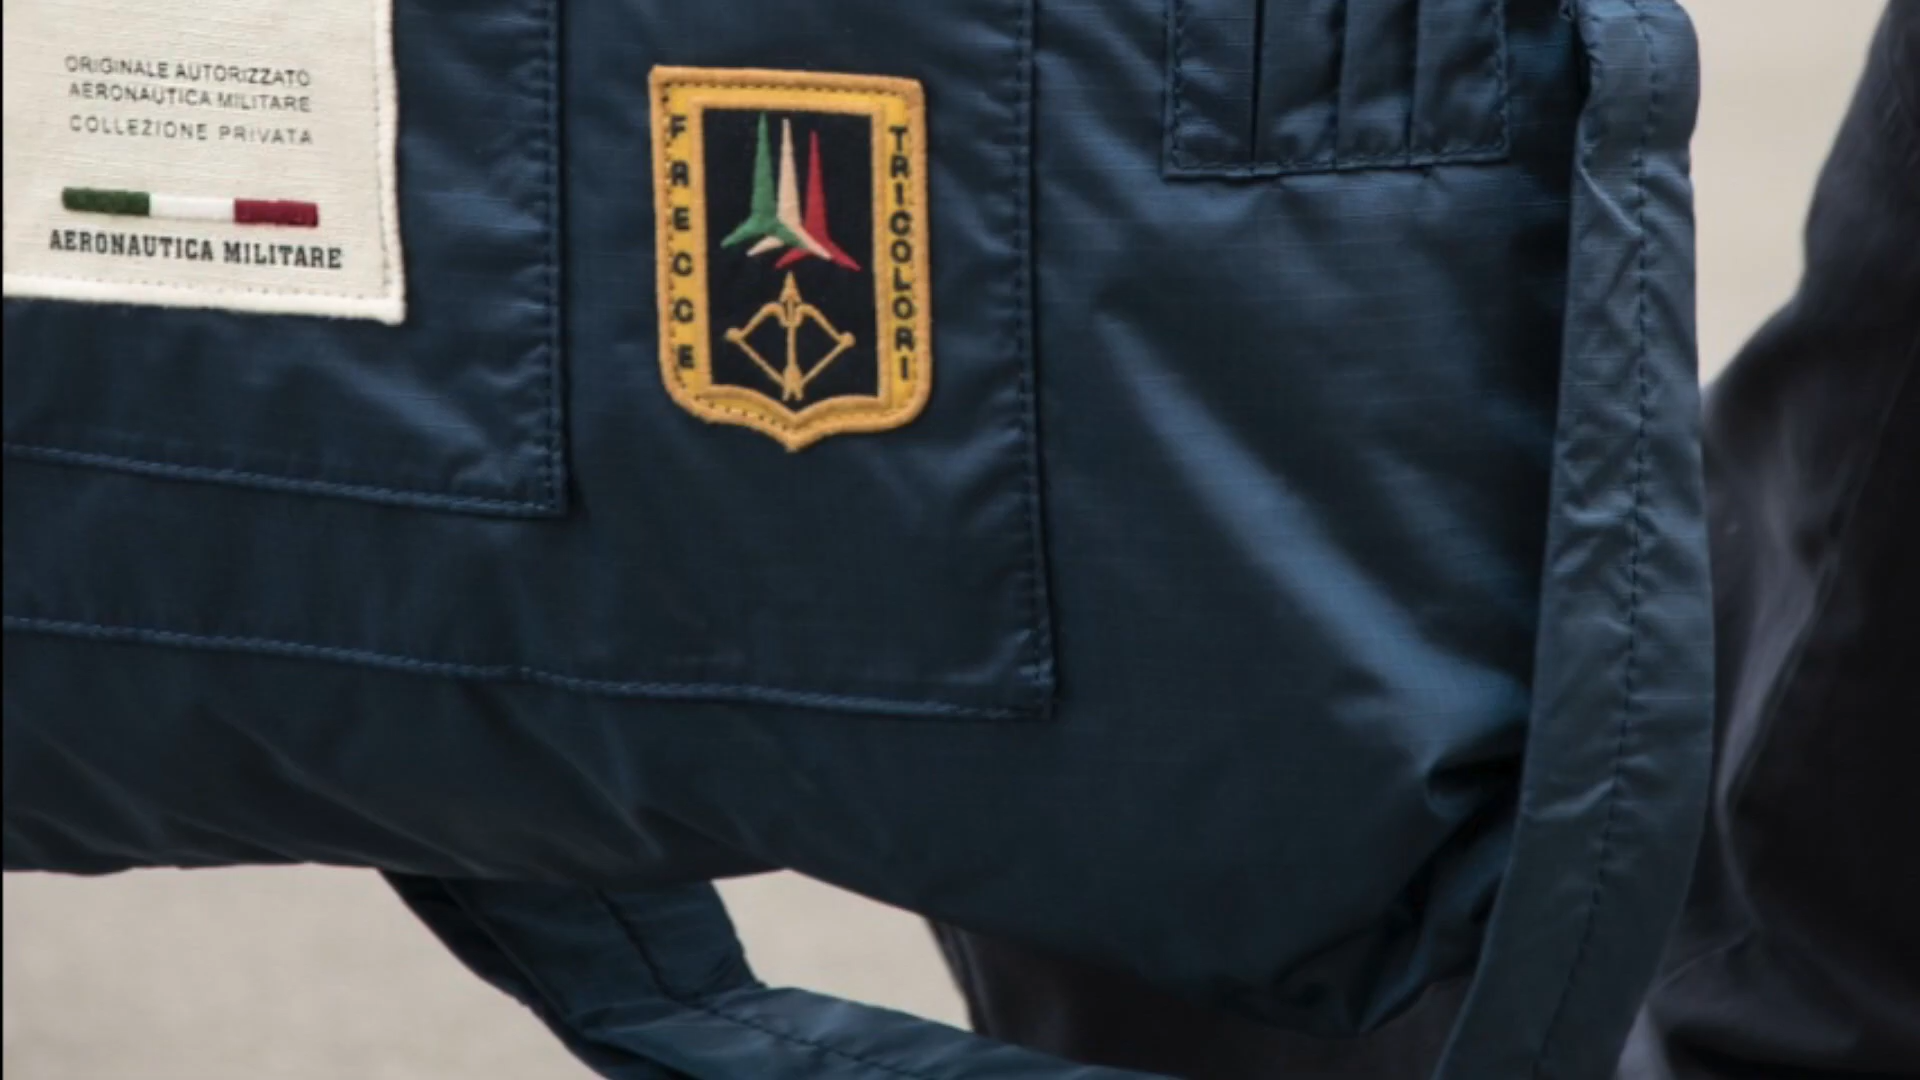 ORIGINALE AUTORIZZATO
AERONAUTICA MILITARE
COLLEZIONE PRIVATA
AERONAUTICA MILITARE
FRECCE
TRICOLORI